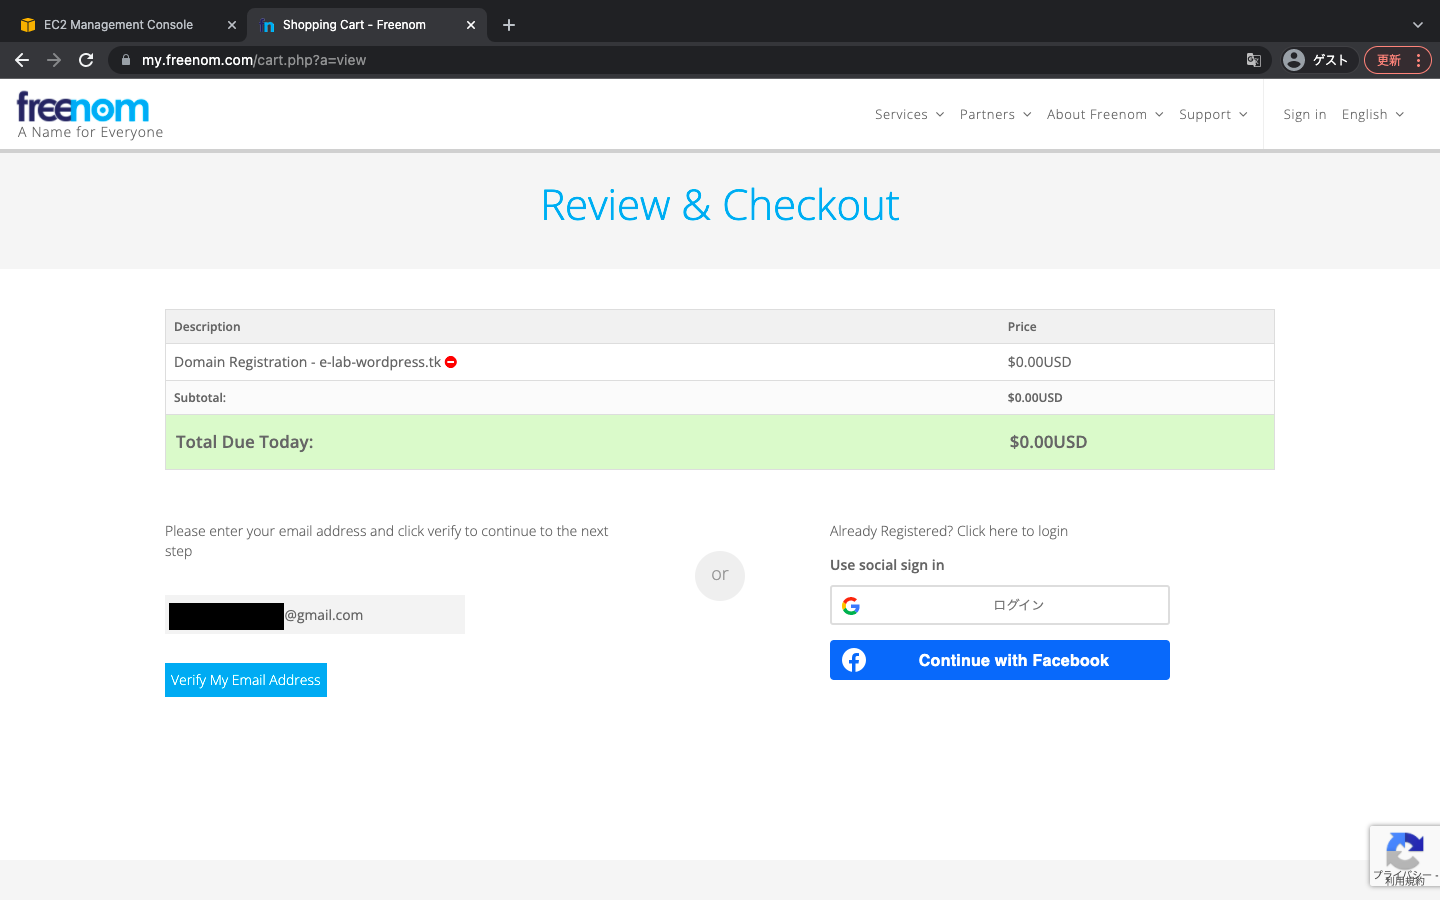 EC2 Management Console
Shopping Cart - Freenom
my.freenom.com/cart.php?a=view
ゲスト
更新
freenom
A Name for Everyone
Services
Partners
About Freenom
Support
Sign in
English
Review & Checkout
Description Price
Domain Registration - e-lab-wordpress.tk $0.00USD
Subtotal: $0.00USD
Total Due Today: $0.00USD
Please enter your email address and click verify to continue to the next
step
@gmail.com
Verify My Email Address
or
Already Registered? Click here to login
Use social sign in
ログイン
Continue with Facebook
プライバシー -
利用規約